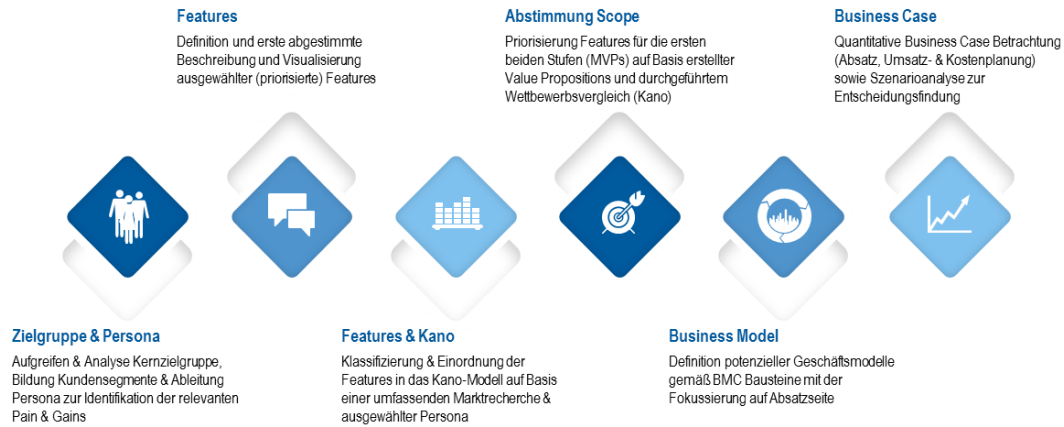 Features
Definition und erste abgestimmte
Beschreibung und Visualisierung
ausgewählter (priorisierte) Features
Abstimmung Scope
Priorisierung Features für die ersten
beiden Stufen (MVPs) auf Basis erstellter
Value Propositions und durchgeführtem
Wettbewerbsvergleich (Kano)
Business Case
Quantitative Business Case Betrachtung
(Absatz, Umsatz- & Kostenplanung)
sowie Szenarioanalyse zur
Entscheidungsfindung
Zielgruppe & Persona
Aufgreifen & Analyse Kernzielgruppe,
Bildung Kundensegmente & Ableitung
Persona zur Identifikation der relevanten
Pain & Gains
Features & Kano
Klassifizierung & Einordnung der
Features in das Kano-Modell auf Basis
einer umfassenden Marktrecherche &
ausgewählter Persona
Business Model
Definition potenzieller Geschäftsmodelle
gemäß BMC Bausteine mit der
Fokussierung auf Absatzseite